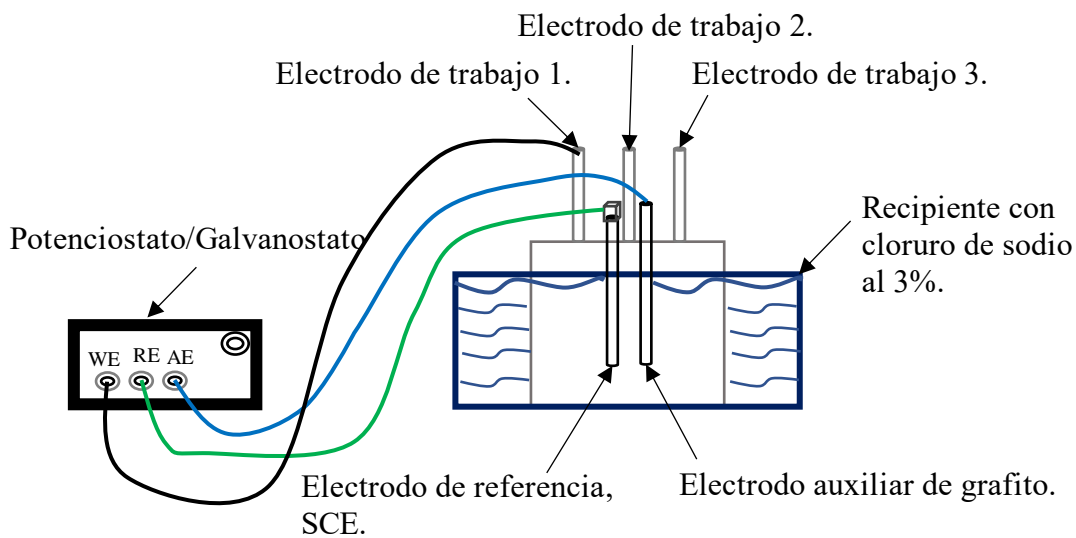 Electrodo de trabajo 2.
Electrodo de trabajo 1.
Electrodo de trabajo 3.
Recipiente con
cloruro de sodio
al 3%.
Potenciostato/Galvanostato
WE RE AE
Electrodo de referencia,
SCE.
Electrodo auxiliar de grafito.